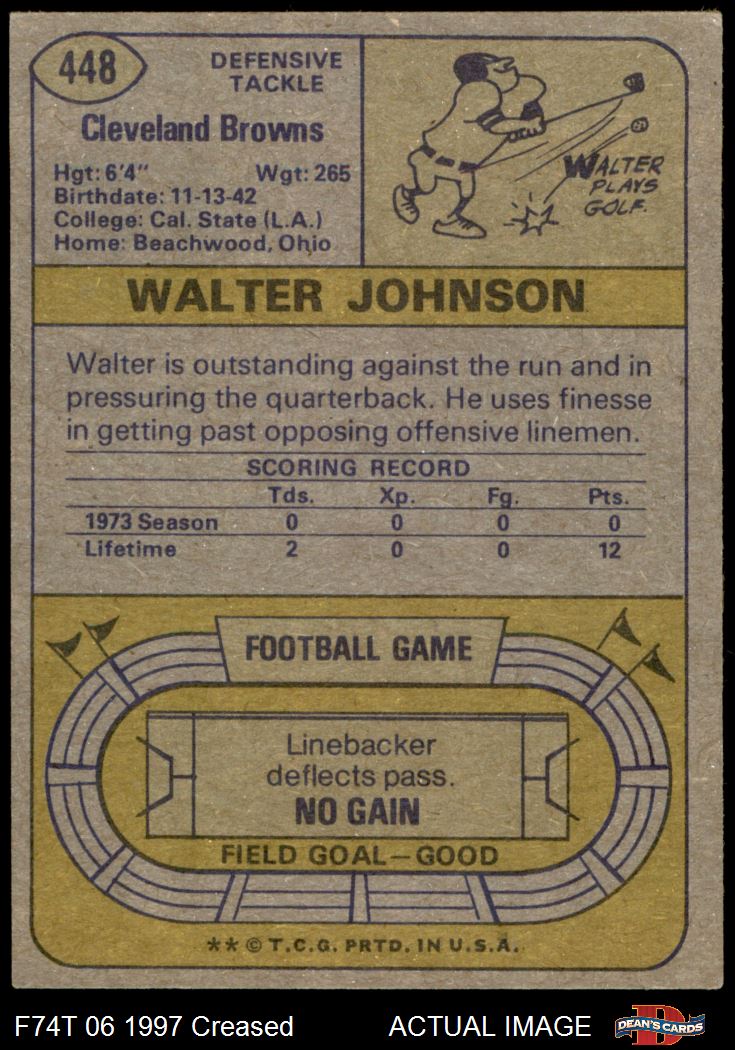 448
DEFENSIVE
TACKLE
Cleveland Browns
Hgt: 6'4" Wgt: 265
Birthdate: 11-13-42
College: Cal. State (L.A.)
Home: Beachwood, Ohio
WALTER
PLAYS
GOLF.
WALTER JOHNSON
Walter is outstanding against the run and in
pressuring the quarterback. He uses finesse
in getting past opposing offensive linemen.
SCORING RECORD
Tds. Xp. Fg. Pts.
1973 Season 0 0 0 0
Lifetime 2 0 0 12
FOOTBALL GAME
Linebacker
deflects pass.
NO GAIN
FIELD GOAL—GOOD
** © T.C.G. PRTD. IN U.S.A.
F74T 06 1997 Creased ACTUAL IMAGE
D
DEAN'S CARDS